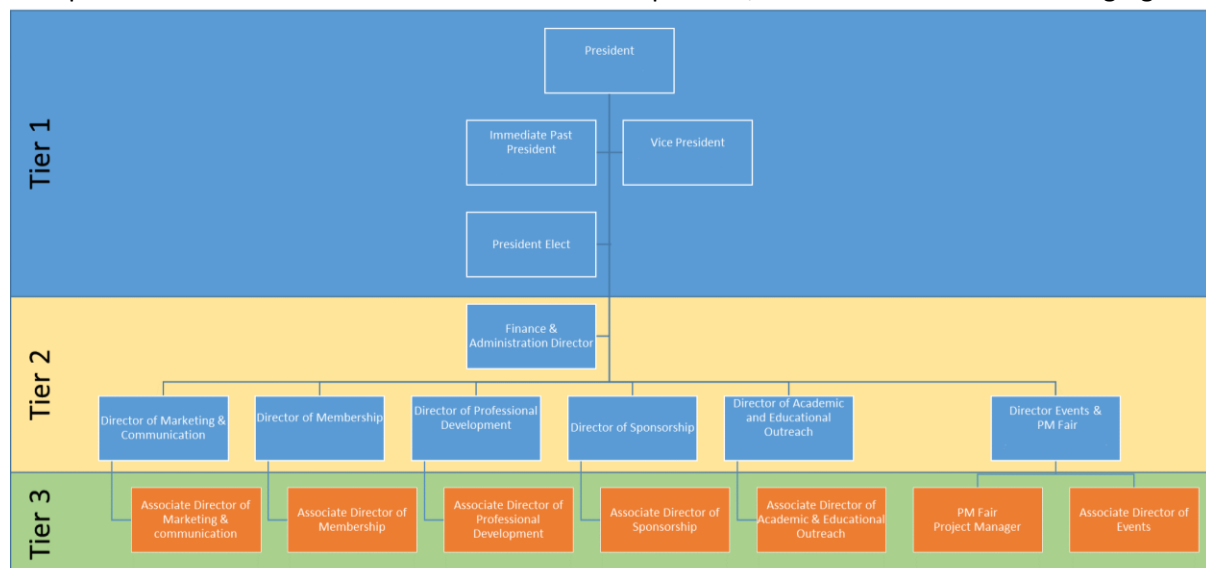 President
Immediate Past
President
Vice President
President Elect
Tier 1
Finance &
Administration Director
Director of Marketing &
Communication
Director of Membership
Director of Professional
Development
Director of Sponsorship
Director of Academic
and Educational
Outreach
Director Events &
PM Fair
Tier 2
Associate Director of
Marketing &
communication
Associate Director of
Membership
Associate Director of
Professional
Development
Associate Director of
Sponsorship
Associate Director of
Academic & Educational
Outreach
PM Fair
Project Manager
Associate Director of
Events
Tier 3